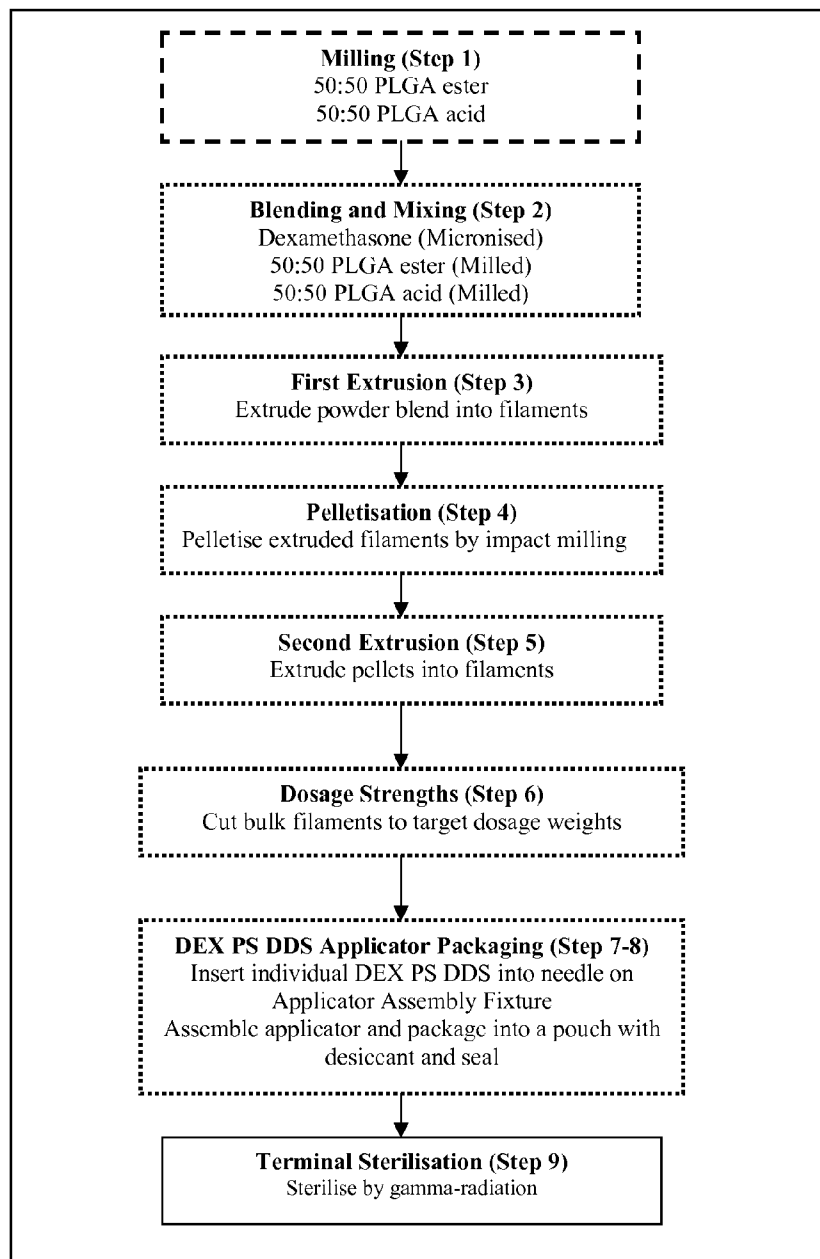 Milling (Step 1)
50:50 PLGA ester
50:50 PLGA acid
Blending and Mixing (Step 2)
Dexamethasone (Micronised)
50:50 PLGA ester (Milled)
50:50 PLGA acid (Milled)
First Extrusion (Step 3)
Extrude powder blend into filaments
Pelletisation (Step 4)
Pelletise extruded filaments by impact milling
Second Extrusion (Step 5)
Extrude pellets into filaments
Dosage Strengths (Step 6)
Cut bulk filaments to target dosage weights
DEX PS DDS Applicator Packaging (Step 7-8)
Insert individual DEX PS DDS into needle on
Applicator Assembly Fixture
Assemble applicator and package into a pouch with
desiccant and seal
Terminal Sterilisation (Step 9)
Sterilise by gamma-radiation